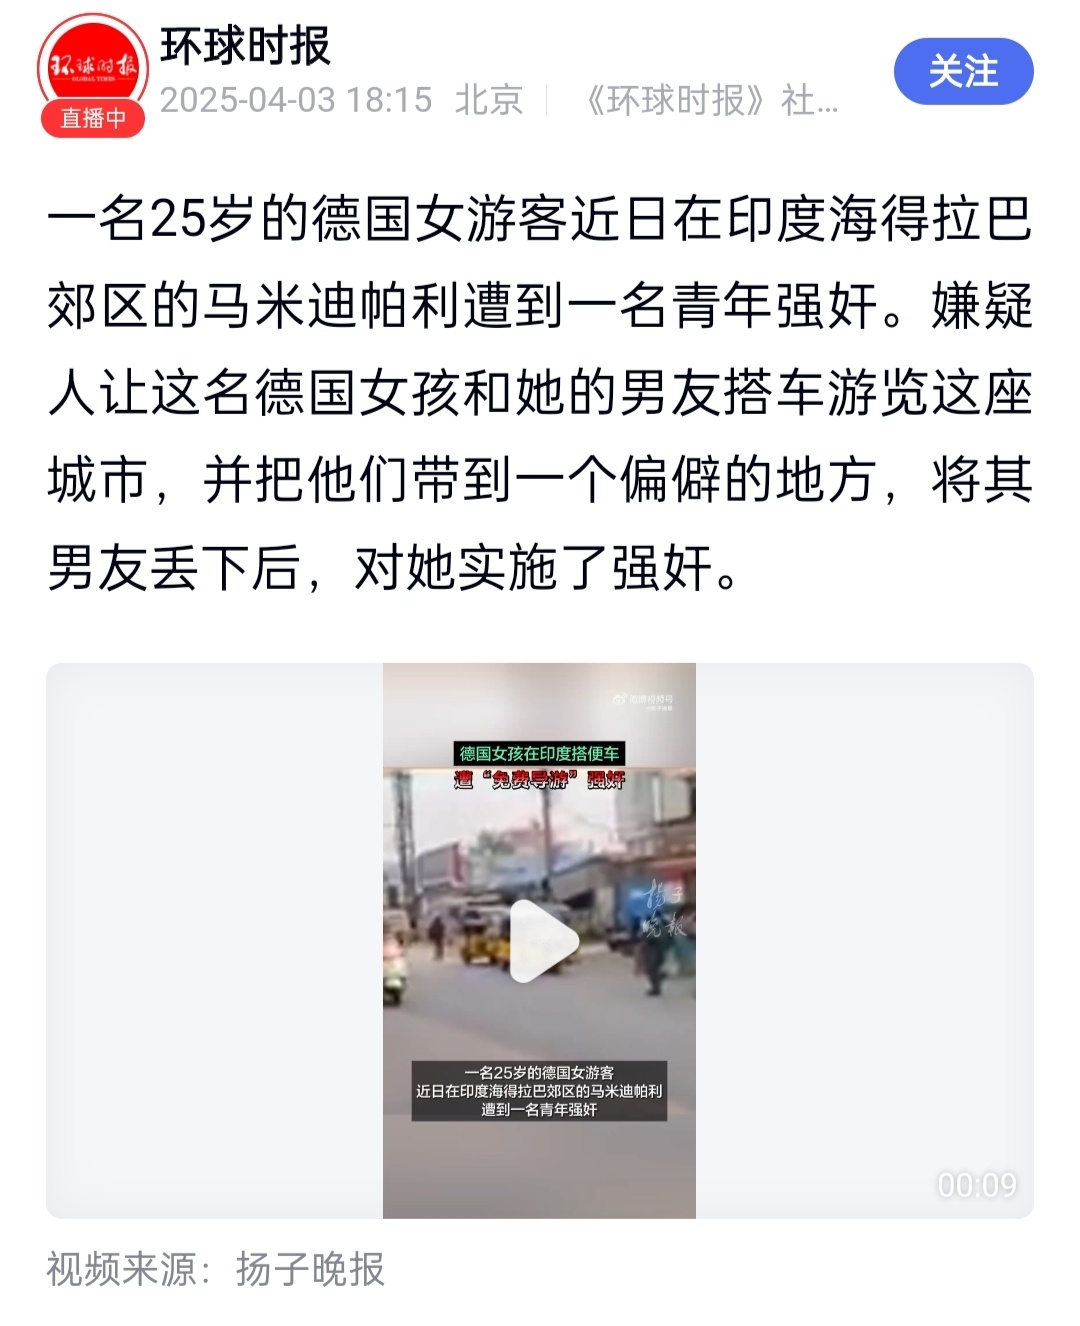 环球时报
环球时报
GLOBAL TIMES
直播中
2025-04-03 18:15 北京 《环球时报》社...
关注
一名25岁的德国女游客近日在印度海得拉巴
郊区的马米迪帕利遭到一名青年强奸。嫌疑
人让这名德国女孩和她的男友搭车游览这座
城市，并把他们带到一个偏僻的地方，将其
男友丢下后，对她实施了强奸。
微博视频号
德国女孩在印度搭便车
遭“免费导游”强奸
扬子
晚报
一名25岁的德国女游客
近日在印度海得拉巴郊区的马米迪帕利
遭到一名青年强奸
00:09
视频来源：扬子晚报